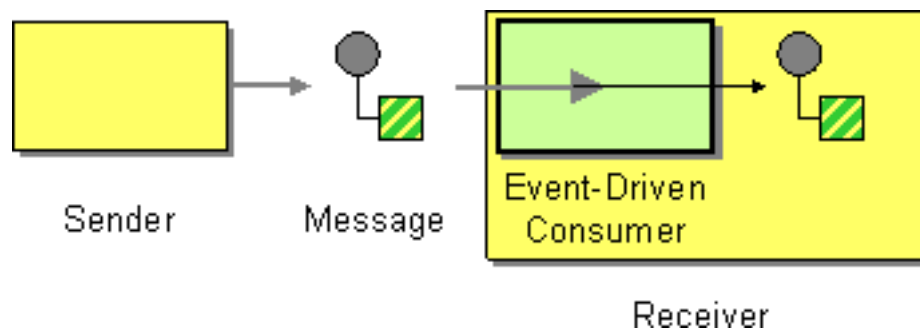 Sender
Message
Event-Driven
Consumer
Receiver